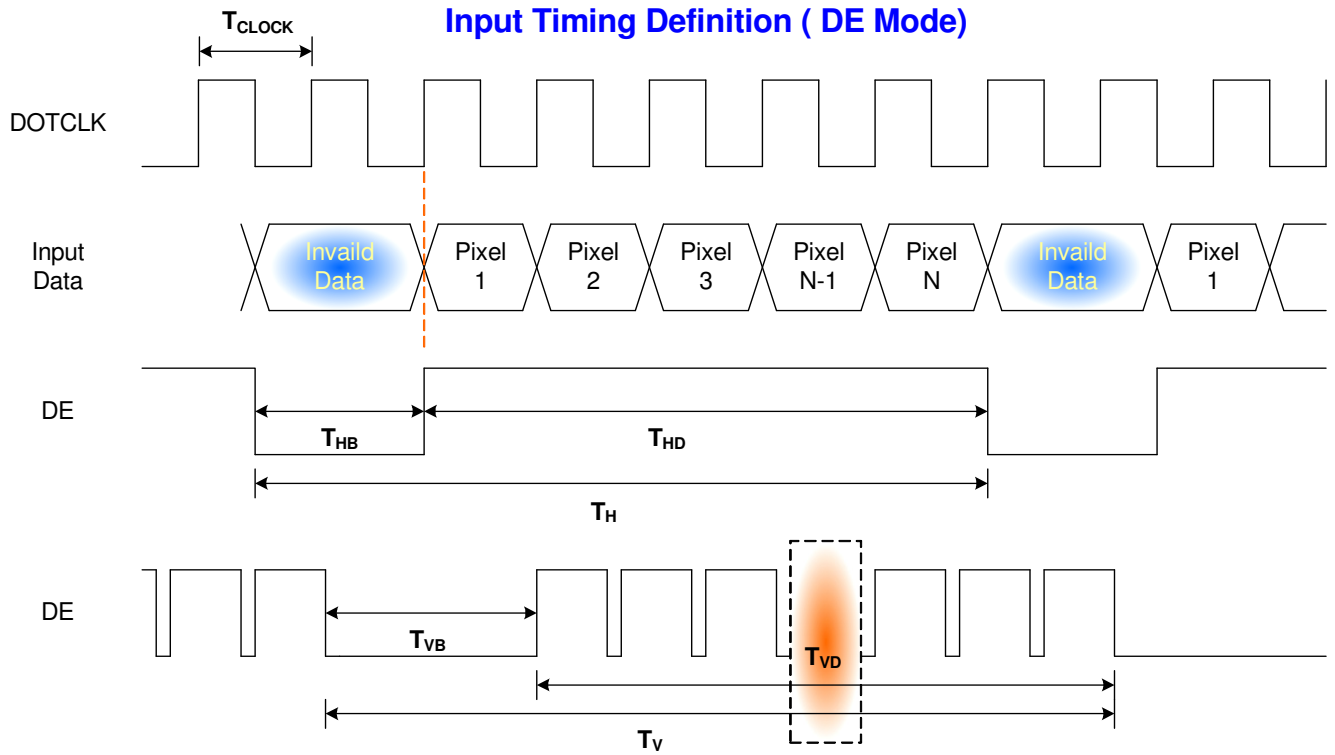 Input Timing Definition ( DE Mode)
TCLOCK
DOTCLK
Input
Data
Invaild
Data
Pixel
1
Pixel
2
Pixel
3
Pixel
N-1
Pixel
N
Invaild
Data
Pixel
1
DE
THB
THD
TH
DE
TVB
TVD
TV